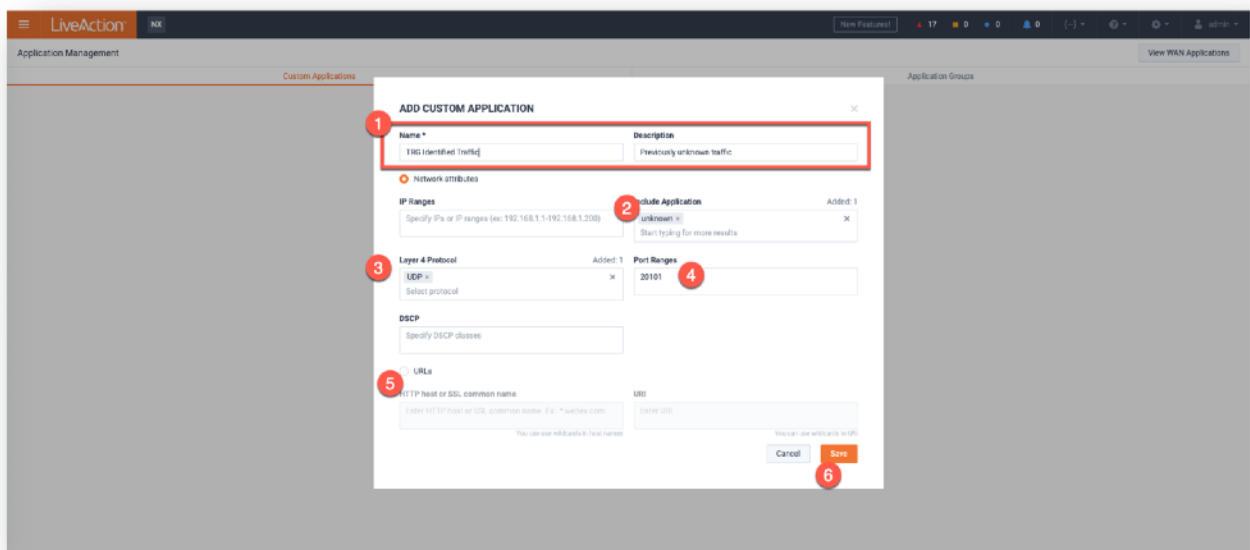 LiveAction NX New Features! 17 0 0 0 {--} admin
Application Management View WAN Applications
Custom Applications Application Groups
ADD CUSTOM APPLICATION
1
Name * Description
TRG Identified Traffic Previously unknown traffic
Network attributes
IP Ranges 2 Include Application Added: 1
Specify IPs or IP ranges (ex: 192.168.1.1-192.168.1.200) unknown ×
Start typing for more results
3 Layer 4 Protocol Added: 1 Port Ranges
UDP × 20101 4
Select protocol
DSCP
Specify DSCP classes
URLs
5
HTTP host or SSL common name URI
Enter HTTP host or SSL common name. Ex.: *.webex.com Enter URI
You can use wildcards in host names You can use wildcards in URI
Cancel Save
6